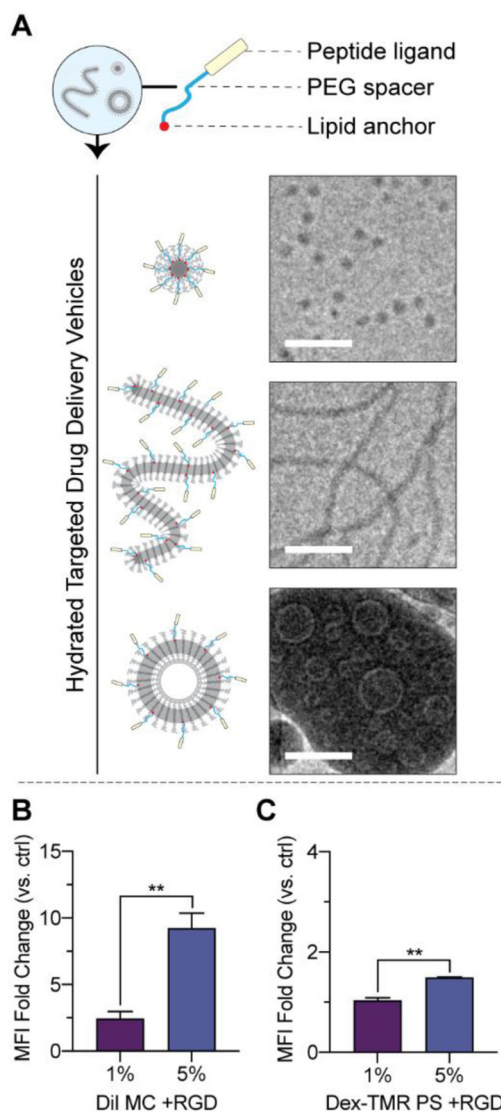 A
Peptide ligand
PEG spacer
Lipid anchor
Hydrated Targeted Drug Delivery Vehicles
B
MFI Fold Change (vs. ctrl)
15
10
5
0
**
1%
5%
DiI MC +RGD
C
MFI Fold Change (vs. ctrl)
4
2
0
**
1%
5%
Dex-TMR PS +RGD